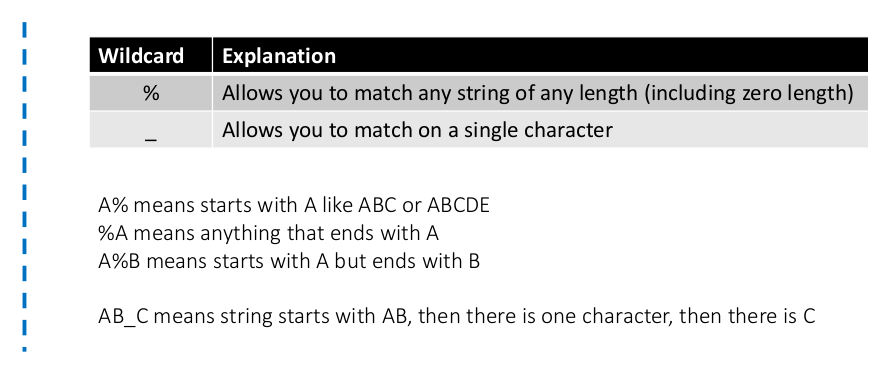 Wildcard Explanation
% Allows you to match any string of any length (including zero length)
_ Allows you to match on a single character
A% means starts with A like ABC or ABCDE
%A means anything that ends with A
A%B means starts with A but ends with B
AB_C means string starts with AB, then there is one character, then there is C